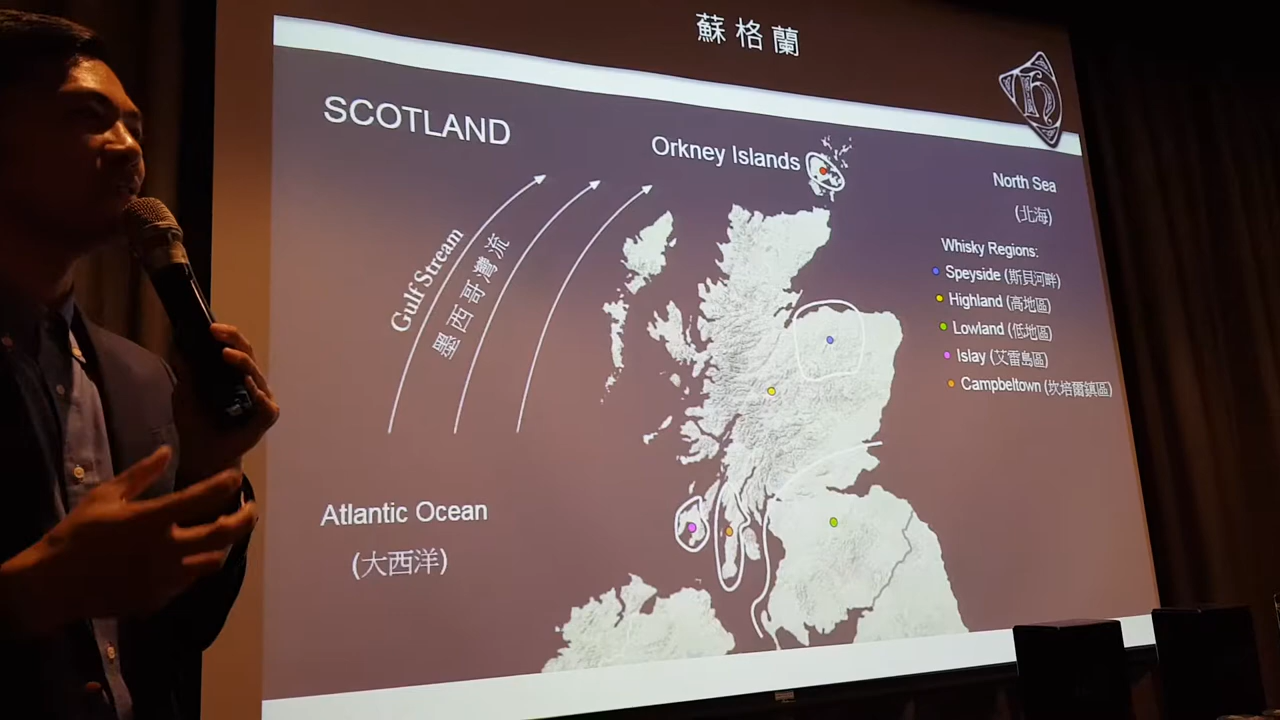 蘇格蘭
SCOTLAND
Orkney Islands
North Sea
(北海)
Gulf Stream
墨西哥灣流
Whisky Regions:
Speyside (斯貝河畔)
Highland (高地區)
Lowland (低地區)
Islay (艾雷島區)
Campbeltown (坎培爾鎮區)
Atlantic Ocean
(大西洋)
H